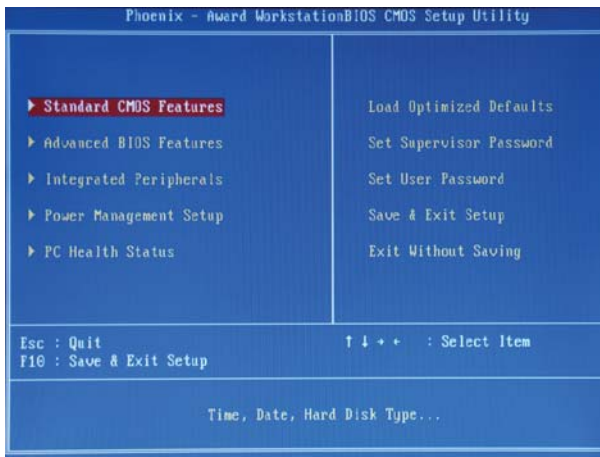 Phoenix - Award WorkstationBIOS CMOS Setup Utility
Standard CMOS Features
Advanced BIOS Features
Integrated Peripherals
Power Management Setup
PC Health Status
Load Optimized Defaults
Set Supervisor Password
Set User Password
Save & Exit Setup
Exit Without Saving
Esc : Quit
F10 : Save & Exit Setup
↑ ↓ → ← : Select Item
Time, Date, Hard Disk Type...